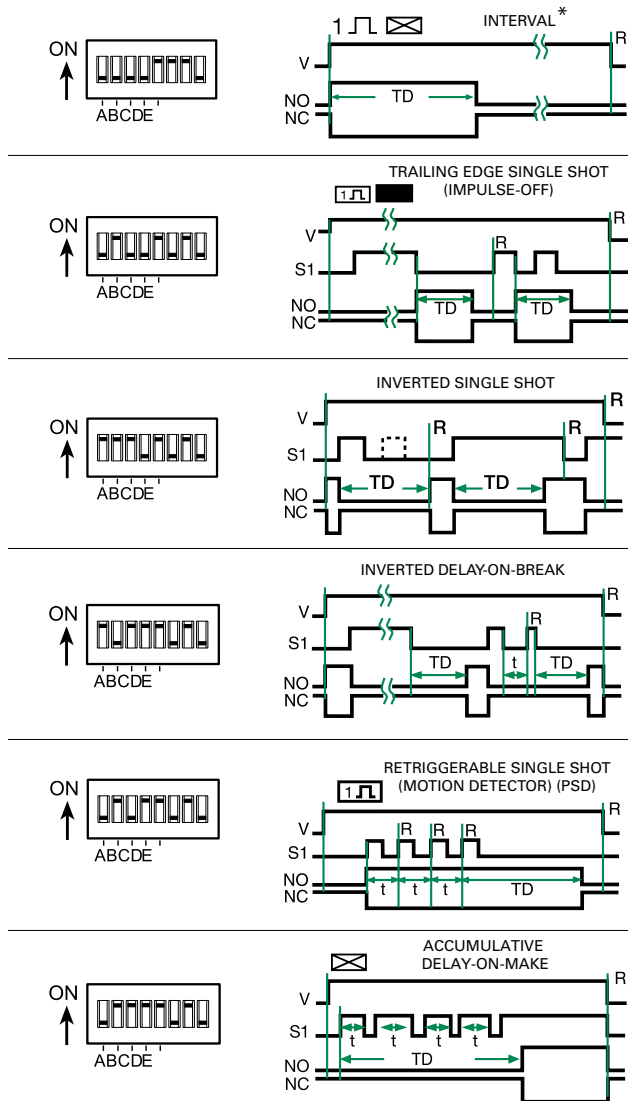 1 INTERVAL*
ON
ABCDE
V
R
NO
NC
TD
TRAILING EDGE SINGLE SHOT
(IMPULSE-OFF)
1
ON
ABCDE
V
R
S1
R
NO
NC
TD TD
INVERTED SINGLE SHOT
ON
ABCDE
V
R
S1
R R
NO
NC
TD TD
INVERTED DELAY-ON-BREAK
ON
ABCDE
V
R
S1
R
NO
NC
TD t TD
RETRIGGERABLE SINGLE SHOT
(MOTION DETECTOR) (PSD)
1
ON
ABCDE
V
R R R R
S1
NO
NC
t t t TD
ACCUMULATIVE
DELAY-ON-MAKE
ON
ABCDE
V
R
S1
t t t t
TD
NO
NC